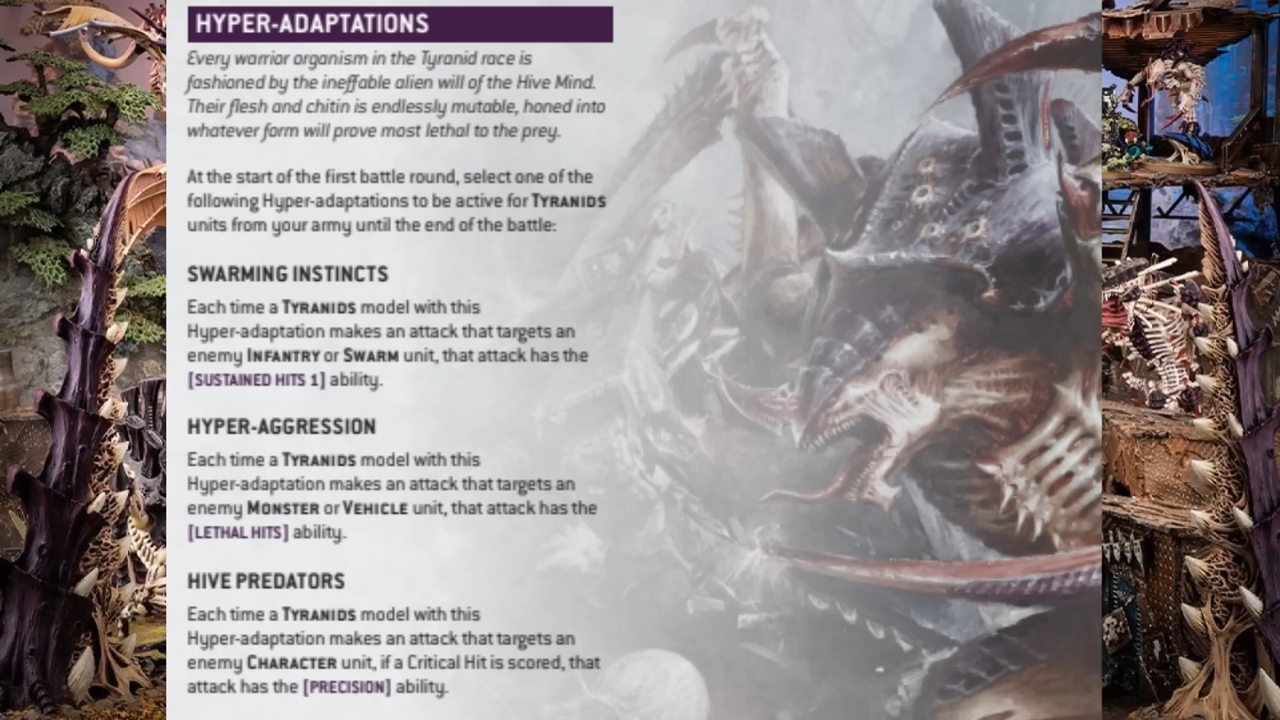 HYPER-ADAPTATIONS
Every warrior organism in the Tyranid race is
fashioned by the ineffable alien will of the Hive Mind.
Their flesh and chitin is endlessly mutable, honed into
whatever form will prove most lethal to the prey.
At the start of the first battle round, select one of the
following Hyper-adaptations to be active for TYRANIDS
units from your army until the end of the battle:
SWARMING INSTINCTS
Each time a TYRANIDS model with this
Hyper-adaptation makes an attack that targets an
enemy INFANTRY or SWARM unit, that attack has the
[SUSTAINED HITS 1] ability.
HYPER-AGGRESSION
Each time a TYRANIDS model with this
Hyper-adaptation makes an attack that targets an
enemy MONSTER or VEHICLE unit, that attack has the
[LETHAL HITS] ability.
HIVE PREDATORS
Each time a TYRANIDS model with this
Hyper-adaptation makes an attack that targets an
enemy CHARACTER unit, if a Critical Hit is scored, that
attack has the [PRECISION] ability.